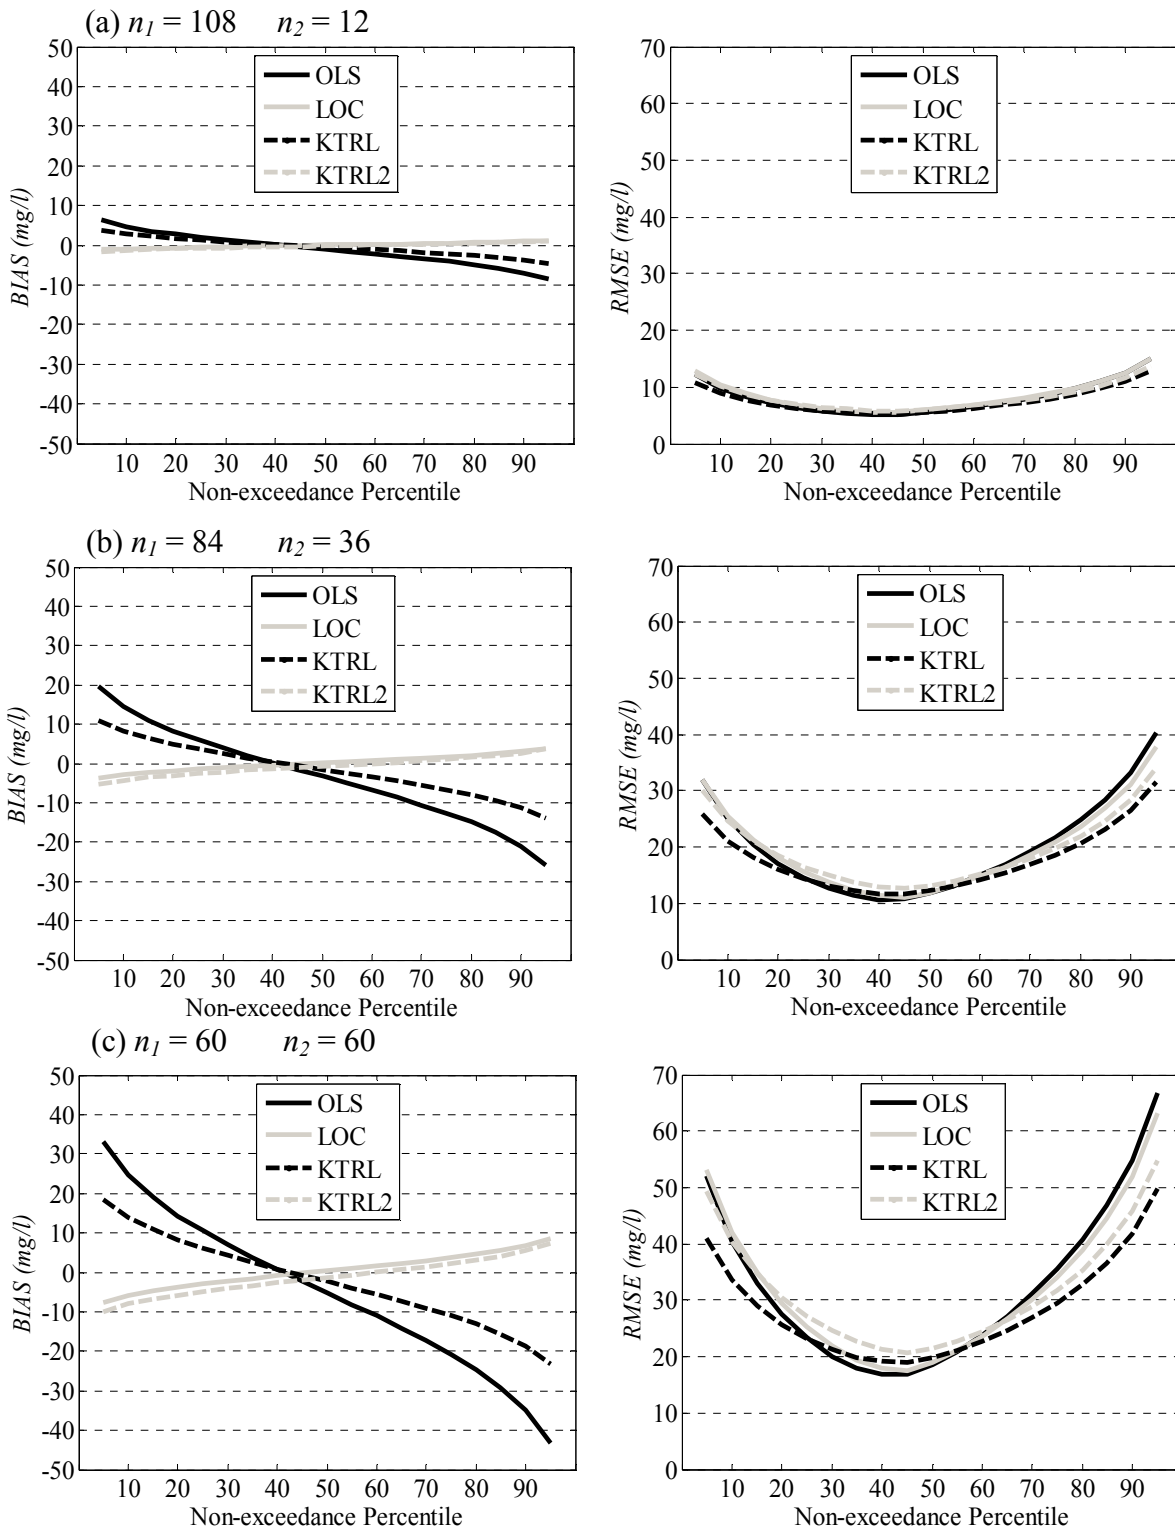 (a) n1 = 108 n2 = 12
50
40
30
20
10
0
-10
-20
-30
-40
-50
BIAS (mg/l)
OLS
LOC
KTRL
KTRL2
10 20 30 40 50 60 70 80 90
Non-exceedance Percentile
70
60
50
40
30
20
10
0
RMSE (mg/l)
OLS
LOC
KTRL
KTRL2
10 20 30 40 50 60 70 80 90
Non-exceedance Percentile
(b) n1 = 84 n2 = 36
50
40
30
20
10
0
-10
-20
-30
-40
-50
BIAS (mg/l)
OLS
LOC
KTRL
KTRL2
10 20 30 40 50 60 70 80 90
Non-exceedance Percentile
70
60
50
40
30
20
10
0
RMSE (mg/l)
OLS
LOC
KTRL
KTRL2
10 20 30 40 50 60 70 80 90
Non-exceedance Percentile
(c) n1 = 60 n2 = 60
50
40
30
20
10
0
-10
-20
-30
-40
-50
BIAS (mg/l)
OLS
LOC
KTRL
KTRL2
10 20 30 40 50 60 70 80 90
Non-exceedance Percentile
70
60
50
40
30
20
10
0
RMSE (mg/l)
OLS
LOC
KTRL
KTRL2
10 20 30 40 50 60 70 80 90
Non-exceedance Percentile